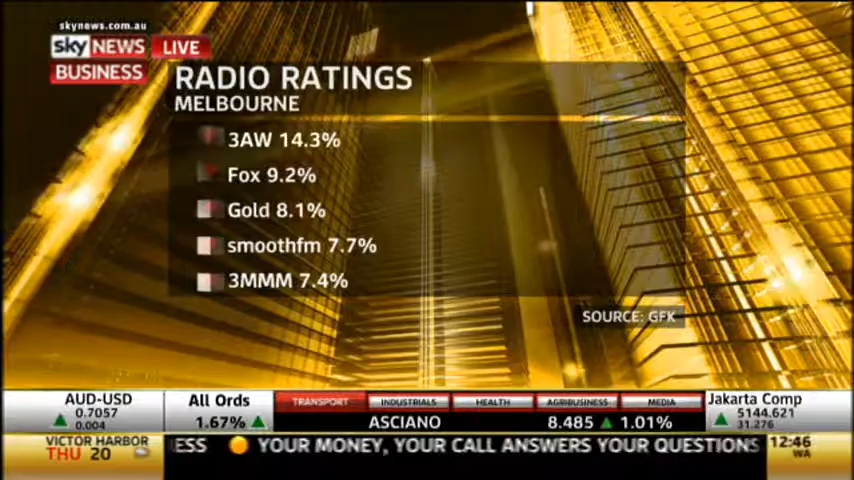 skynews.com.au
sky NEWS LIVE
BUSINESS
RADIO RATINGS
MELBOURNE
3AW 14.3%
Fox 9.2%
Gold 8.1%
smoothfm 7.7%
3MMM 7.4%
SOURCE: GFK
AUD-USD
0.7057
0.004
All Ords
1.67%
TRANSPORT INDUSTRIALS HEALTH AGRIBUSINESS MEDIA
ASCIANO 8.485 1.01%
Jakarta Comp
5144.621
31.276
VICTOR HARBOR
THU 20
ESS YOUR MONEY, YOUR CALL ANSWERS YOUR QUESTIONS
12:46
WA